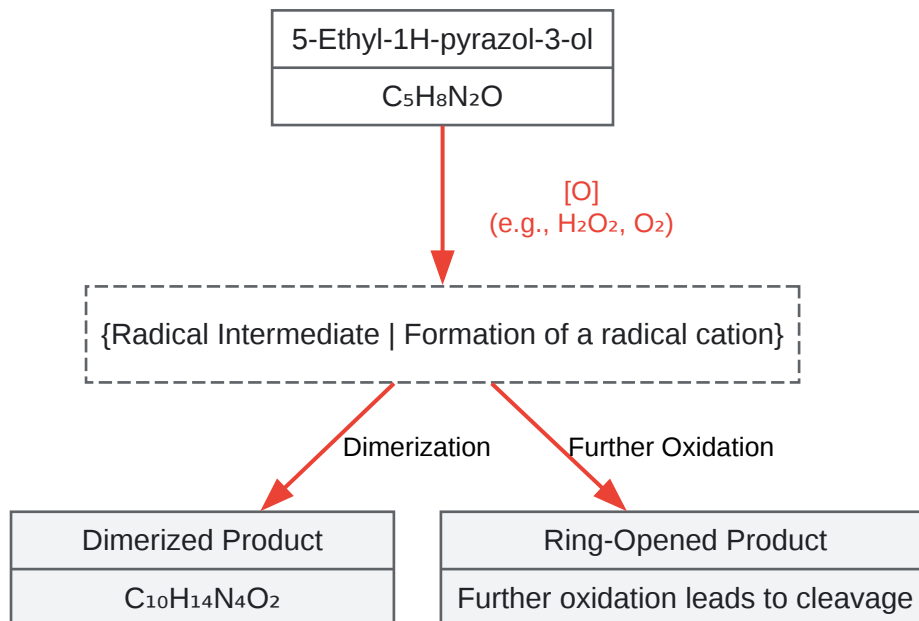 5-Ethyl-1H-pyrazol-3-ol
C₅H₈N₂O
[O]
(e.g., H₂O₂, O₂)
{Radical Intermediate | Formation of a radical cation}
Dimerization
Further Oxidation
Dimerized Product
Ring-Opened Product
C₁₀H₁₄N₄O₂
Further oxidation leads to cleavage